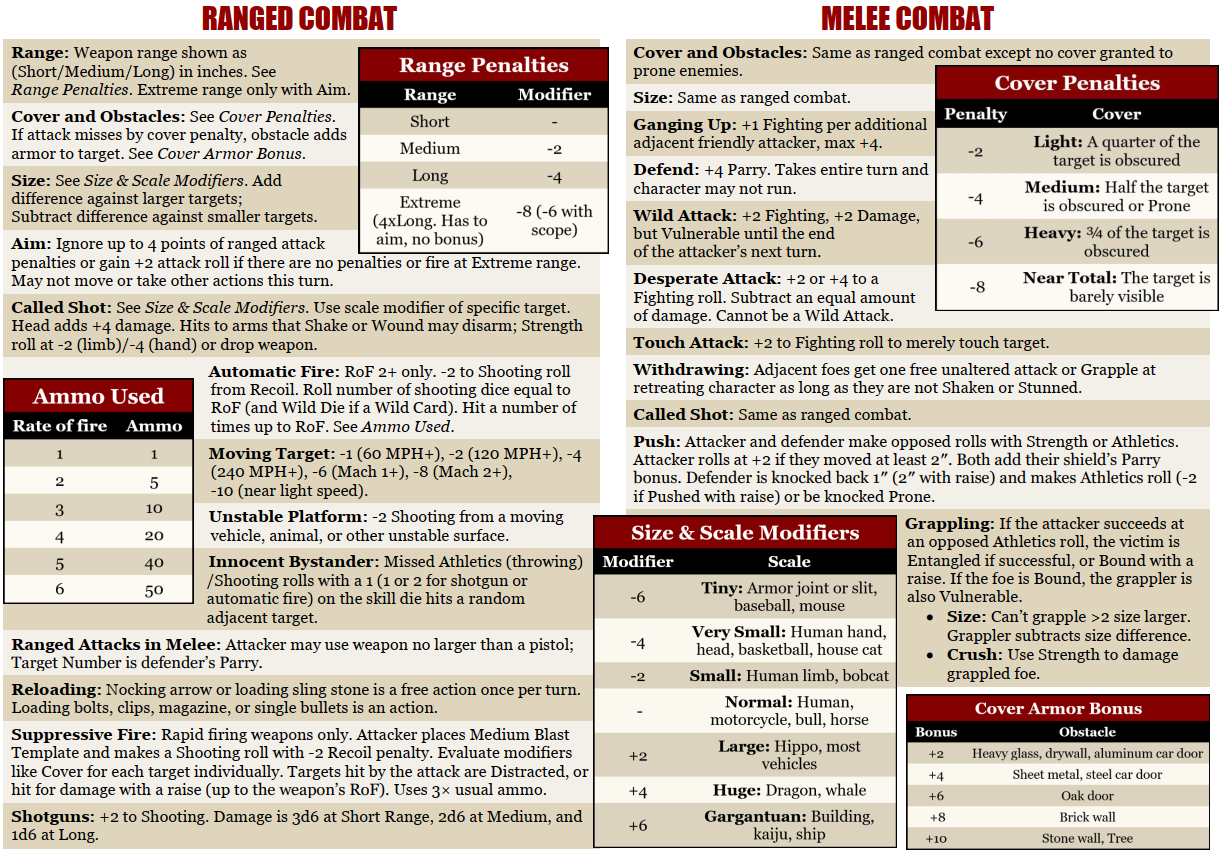 RANGED COMBAT
Range: Weapon range shown as
(Short/Medium/Long) in inches. See
Range Penalties. Extreme range only with Aim.
Cover and Obstacles: See Cover Penalties.
If attack misses by cover penalty, obstacle adds
armor to target. See Cover Armor Bonus.
Size: See Size & Scale Modifiers. Add
difference against larger targets;
Subtract difference against smaller targets.
Range Penalties
Range Modifier
Short -
Medium -2
Long -4
Extreme
(4xLong. Has to
aim, no bonus)
-8 (-6 with
scope)
Aim: Ignore up to 4 points of ranged attack
penalties or gain +2 attack roll if there are no penalties or fire at Extreme range.
May not move or take other actions this turn.
Called Shot: See Size & Scale Modifiers. Use scale modifier of specific target.
Head adds +4 damage. Hits to arms that Shake or Wound may disarm; Strength
roll at -2 (limb)/-4 (hand) or drop weapon.
Ammo Used
Rate of fire Ammo
1 1
2 5
3 10
4 20
5 40
6 50
Automatic Fire: RoF 2+ only. -2 to Shooting roll
from Recoil. Roll number of shooting dice equal to
RoF (and Wild Die if a Wild Card). Hit a number of
times up to RoF. See Ammo Used.
Moving Target: -1 (60 MPH+), -2 (120 MPH+), -4
(240 MPH+), -6 (Mach 1+), -8 (Mach 2+),
-10 (near light speed).
Unstable Platform: -2 Shooting from a moving
vehicle, animal, or other unstable surface.
Innocent Bystander: Missed Athletics (throwing)
/Shooting rolls with a 1 (1 or 2 for shotgun or
automatic fire) on the skill die hits a random
adjacent target.
Ranged Attacks in Melee: Attacker may use weapon no larger than a pistol;
Target Number is defender's Parry.
Reloading: Nocking arrow or loading sling stone is a free action once per turn.
Loading bolts, clips, magazine, or single bullets is an action.
Suppressive Fire: Rapid firing weapons only. Attacker places Medium Blast
Template and makes a Shooting roll with -2 Recoil penalty. Evaluate modifiers
like Cover for each target individually. Targets hit by the attack are Distracted, or
hit for damage with a raise (up to the weapon's RoF). Uses 3× usual ammo.
Shotguns: +2 to Shooting. Damage is 3d6 at Short Range, 2d6 at Medium, and
1d6 at Long.
MELEE COMBAT
Cover and Obstacles: Same as ranged combat except no cover granted to
prone enemies.
Size: Same as ranged combat.
Ganging Up: +1 Fighting per additional
adjacent friendly attacker, max +4.
Defend: +4 Parry. Takes entire turn and
character may not run.
Wild Attack: +2 Fighting, +2 Damage,
but Vulnerable until the end
of the attacker's next turn.
Desperate Attack: +2 or +4 to a
Fighting roll. Subtract an equal amount
of damage. Cannot be a Wild Attack.
Cover Penalties
Penalty Cover
-2 Light: A quarter of the
target is obscured
-4 Medium: Half the target
is obscured or Prone
-6 Heavy: ¾ of the target is
obscured
-8 Near Total: The target is
barely visible
Touch Attack: +2 to Fighting roll to merely touch target.
Withdrawing: Adjacent foes get one free unaltered attack or Grapple at
retreating character as long as they are not Shaken or Stunned.
Called Shot: Same as ranged combat.
Push: Attacker and defender make opposed rolls with Strength or Athletics.
Attacker rolls at +2 if they moved at least 2″. Both add their shield's Parry
bonus. Defender is knocked back 1″ (2″ with raise) and makes Athletics roll (-2
if Pushed with raise) or be knocked Prone.
Size & Scale Modifiers
Modifier Scale
-6 Tiny: Armor joint or slit,
baseball, mouse
-4 Very Small: Human hand,
head, basketball, house cat
-2 Small: Human limb, bobcat
- Normal: Human,
motorcycle, bull, horse
+2 Large: Hippo, most
vehicles
+4 Huge: Dragon, whale
+6 Gargantuan: Building,
kaiju, ship
Grappling: If the attacker succeeds at
an opposed Athletics roll, the victim is
Entangled if successful, or Bound with a
raise. If the foe is Bound, the grappler is
also Vulnerable.
• Size: Can't grapple >2 size larger.
Grappler subtracts size difference.
• Crush: Use Strength to damage
grappled foe.
Cover Armor Bonus
Bonus Obstacle
+2 Heavy glass, drywall, aluminum car door
+4 Sheet metal, steel car door
+6 Oak door
+8 Brick wall
+10 Stone wall, Tree